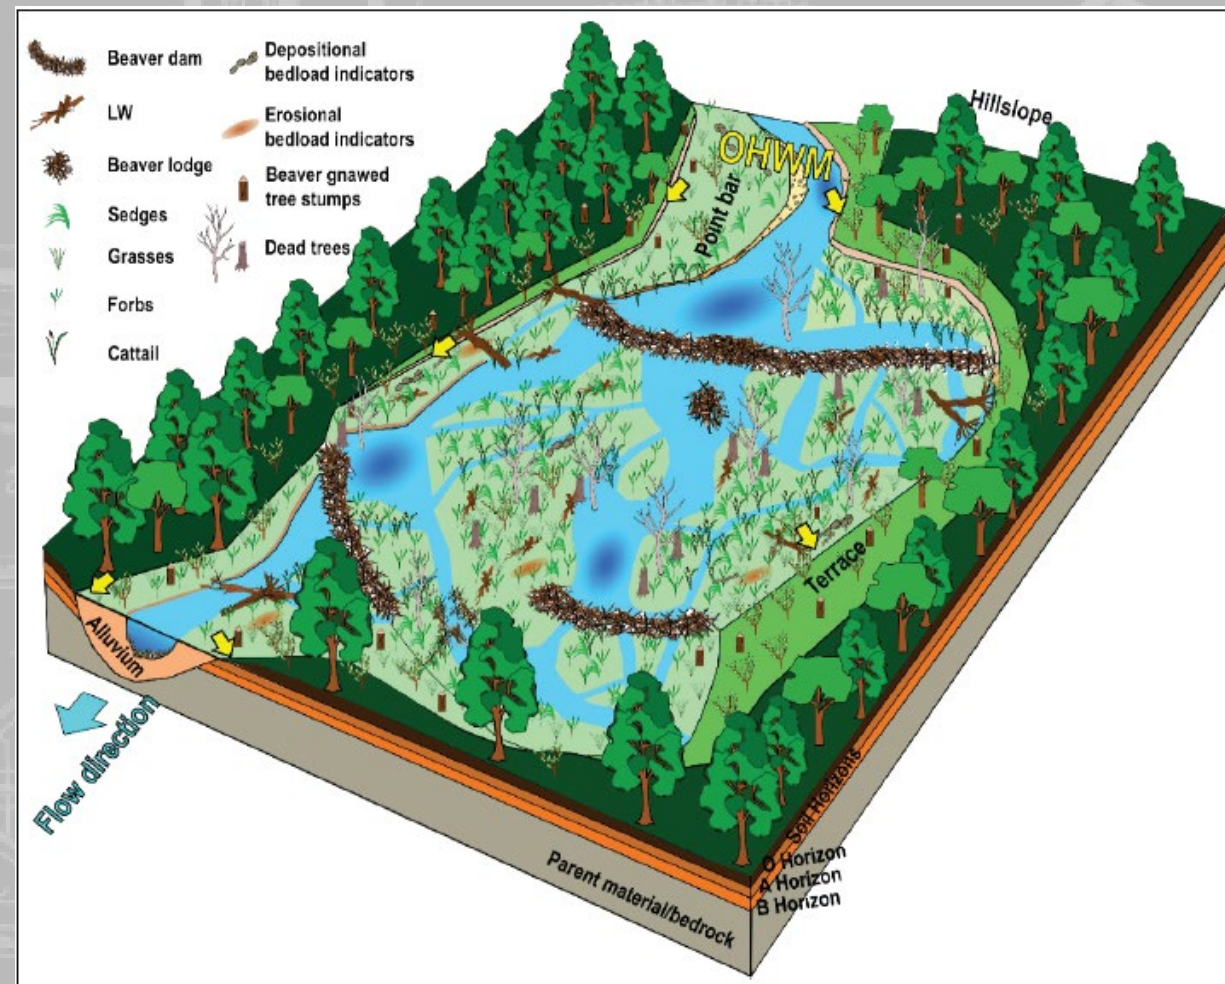 Beaver dam
LW
Beaver lodge
Sedges
Grasses
Forbs
Cattail
Depositional
bedload indicators
Erosional
bedload indicators
Beaver gnawed
tree stumps
Dead trees
Hillslope
OHWM
Point bar
Terrace
Alluvium
Flow direction
Soil Horizons
O Horizon
A Horizon
B Horizon
Parent material/bedrock